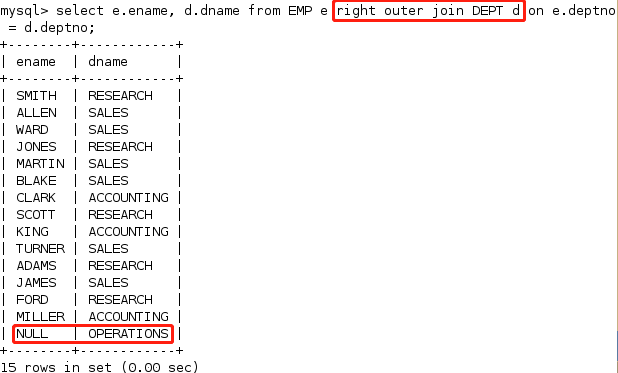 mysql> select e.ename, d.dname from EMP e right outer join DEPT d on e.deptno
 = d.deptno;
+--------+------------+
| ename  | dname      |
+--------+------------+
| SMITH  | RESEARCH   |
| ALLEN  | SALES      |
| WARD   | SALES      |
| JONES  | RESEARCH   |
| MARTIN | SALES      |
| BLAKE  | SALES      |
| CLARK  | ACCOUNTING |
| SCOTT  | RESEARCH   |
| KING   | ACCOUNTING |
| TURNER | SALES      |
| ADAMS  | RESEARCH   |
| JAMES  | SALES      |
| FORD   | RESEARCH   |
| MILLER | ACCOUNTING |
| NULL   | OPERATIONS |
+--------+------------+
15 rows in set (0.00 sec)